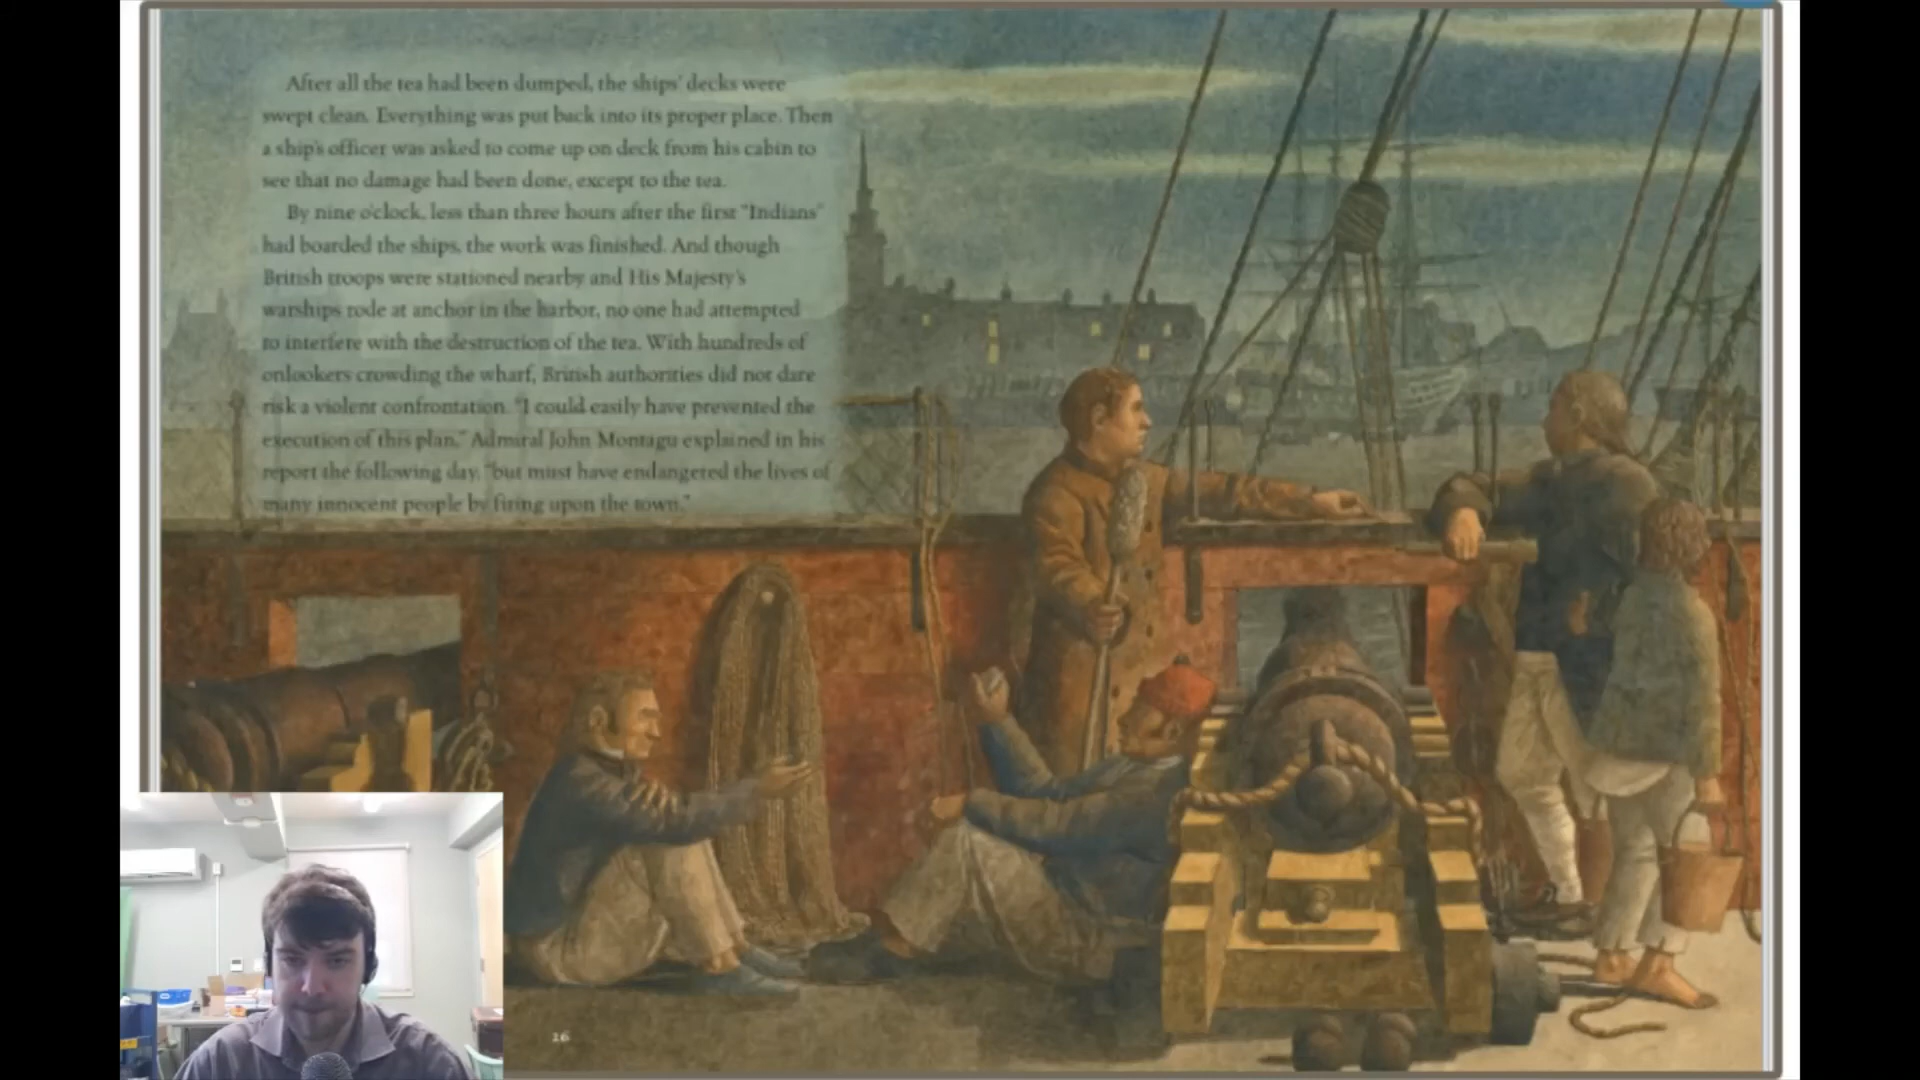 After all the tea had been dumped, the ships' decks were
swept clean. Everything was put back into its proper place. Then
a ship's officer was asked to come up on deck from his cabin to
see that no damage had been done, except to the tea.
By nine o'clock, less than three hours after the first "Indians"
had boarded the ships, the work was finished. And though
British troops were stationed nearby and His Majesty's
warships rode at anchor in the harbor, no one had attempted
to interfere with the destruction of the tea. With hundreds of
onlookers crowding the wharf, British authorities did not dare
risk a violent confrontation. "I could easily have prevented the
execution of this plan," Admiral John Montagu explained in his
report the following day, "but must have endangered the lives of
many innocent people by firing upon the town."
26